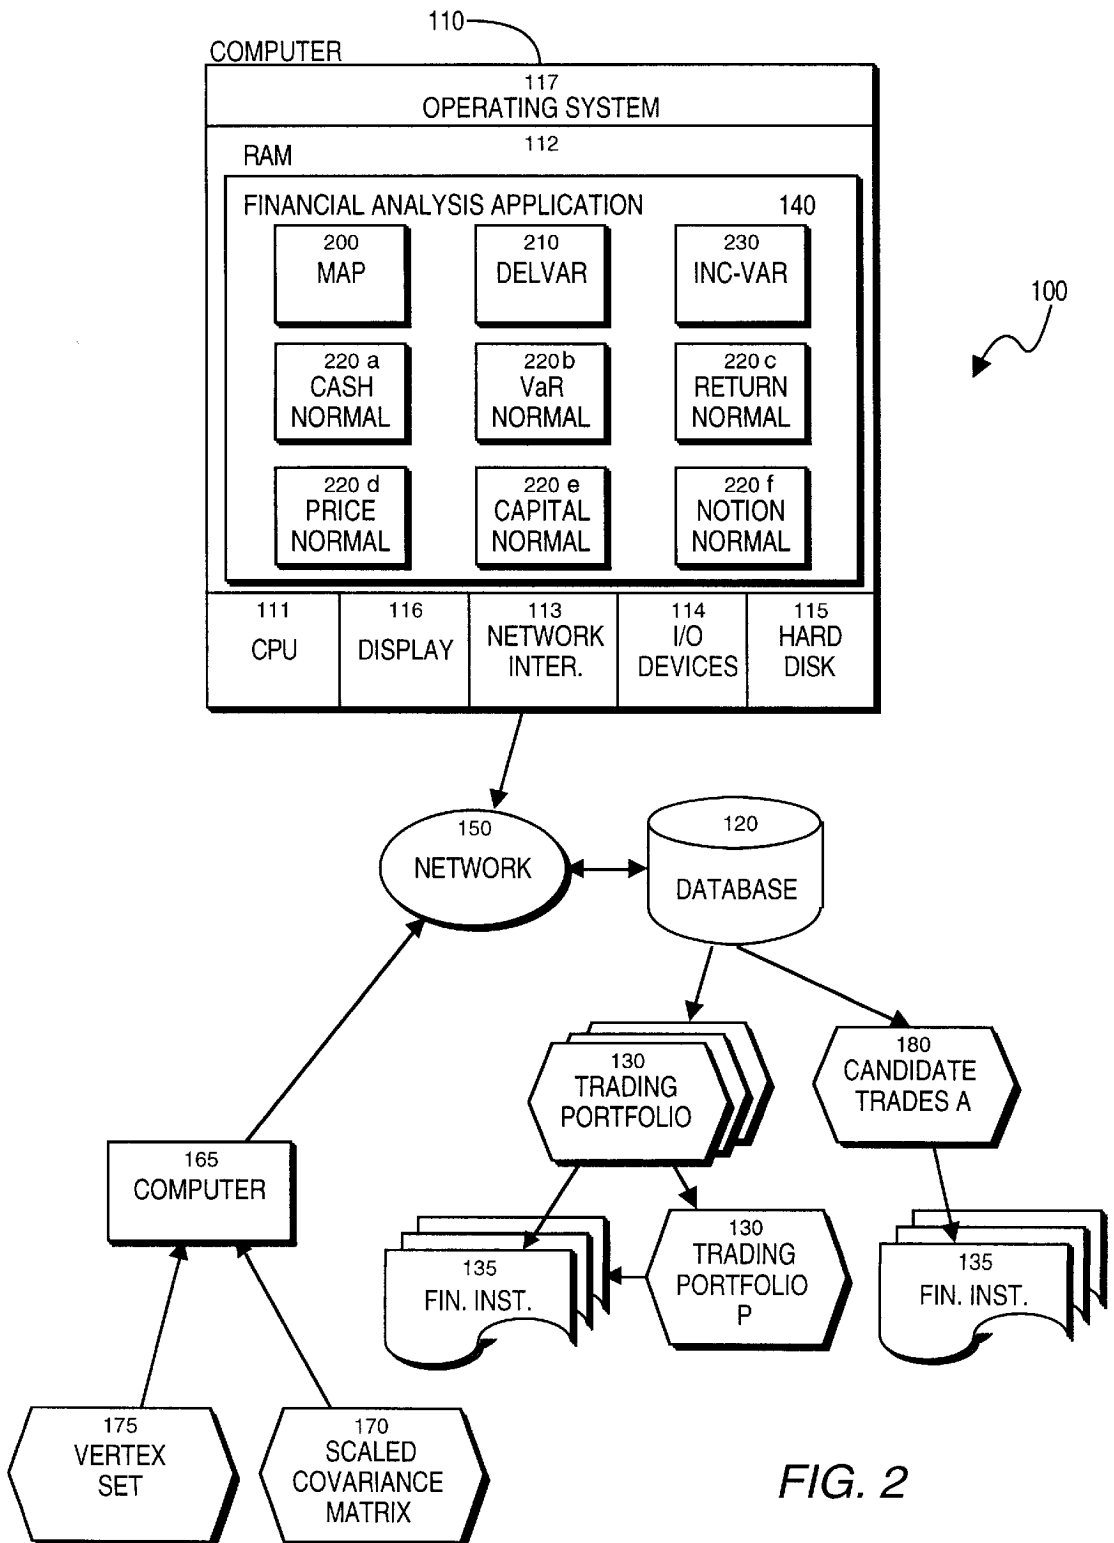 110
COMPUTER
117
OPERATING SYSTEM
RAM
112
FINANCIAL ANALYSIS APPLICATION
140
200
MAP
210
DELVAR
230
INC-VAR
100
220 a
CASH
NORMAL
220 b
VaR
NORMAL
220 c
RETURN
NORMAL
220 d
PRICE
NORMAL
220 e
CAPITAL
NORMAL
220 f
NOTION
NORMAL
111
CPU
116
DISPLAY
113
NETWORK
INTER.
114
I/O
DEVICES
115
HARD
DISK
150
NETWORK
120
DATABASE
130
TRADING
PORTFOLIO
180
CANDIDATE
TRADES A
165
COMPUTER
135
FIN. INST.
130
TRADING
PORTFOLIO
P
135
FIN. INST.
175
VERTEX
SET
170
SCALED
COVARIANCE
MATRIX
FIG. 2